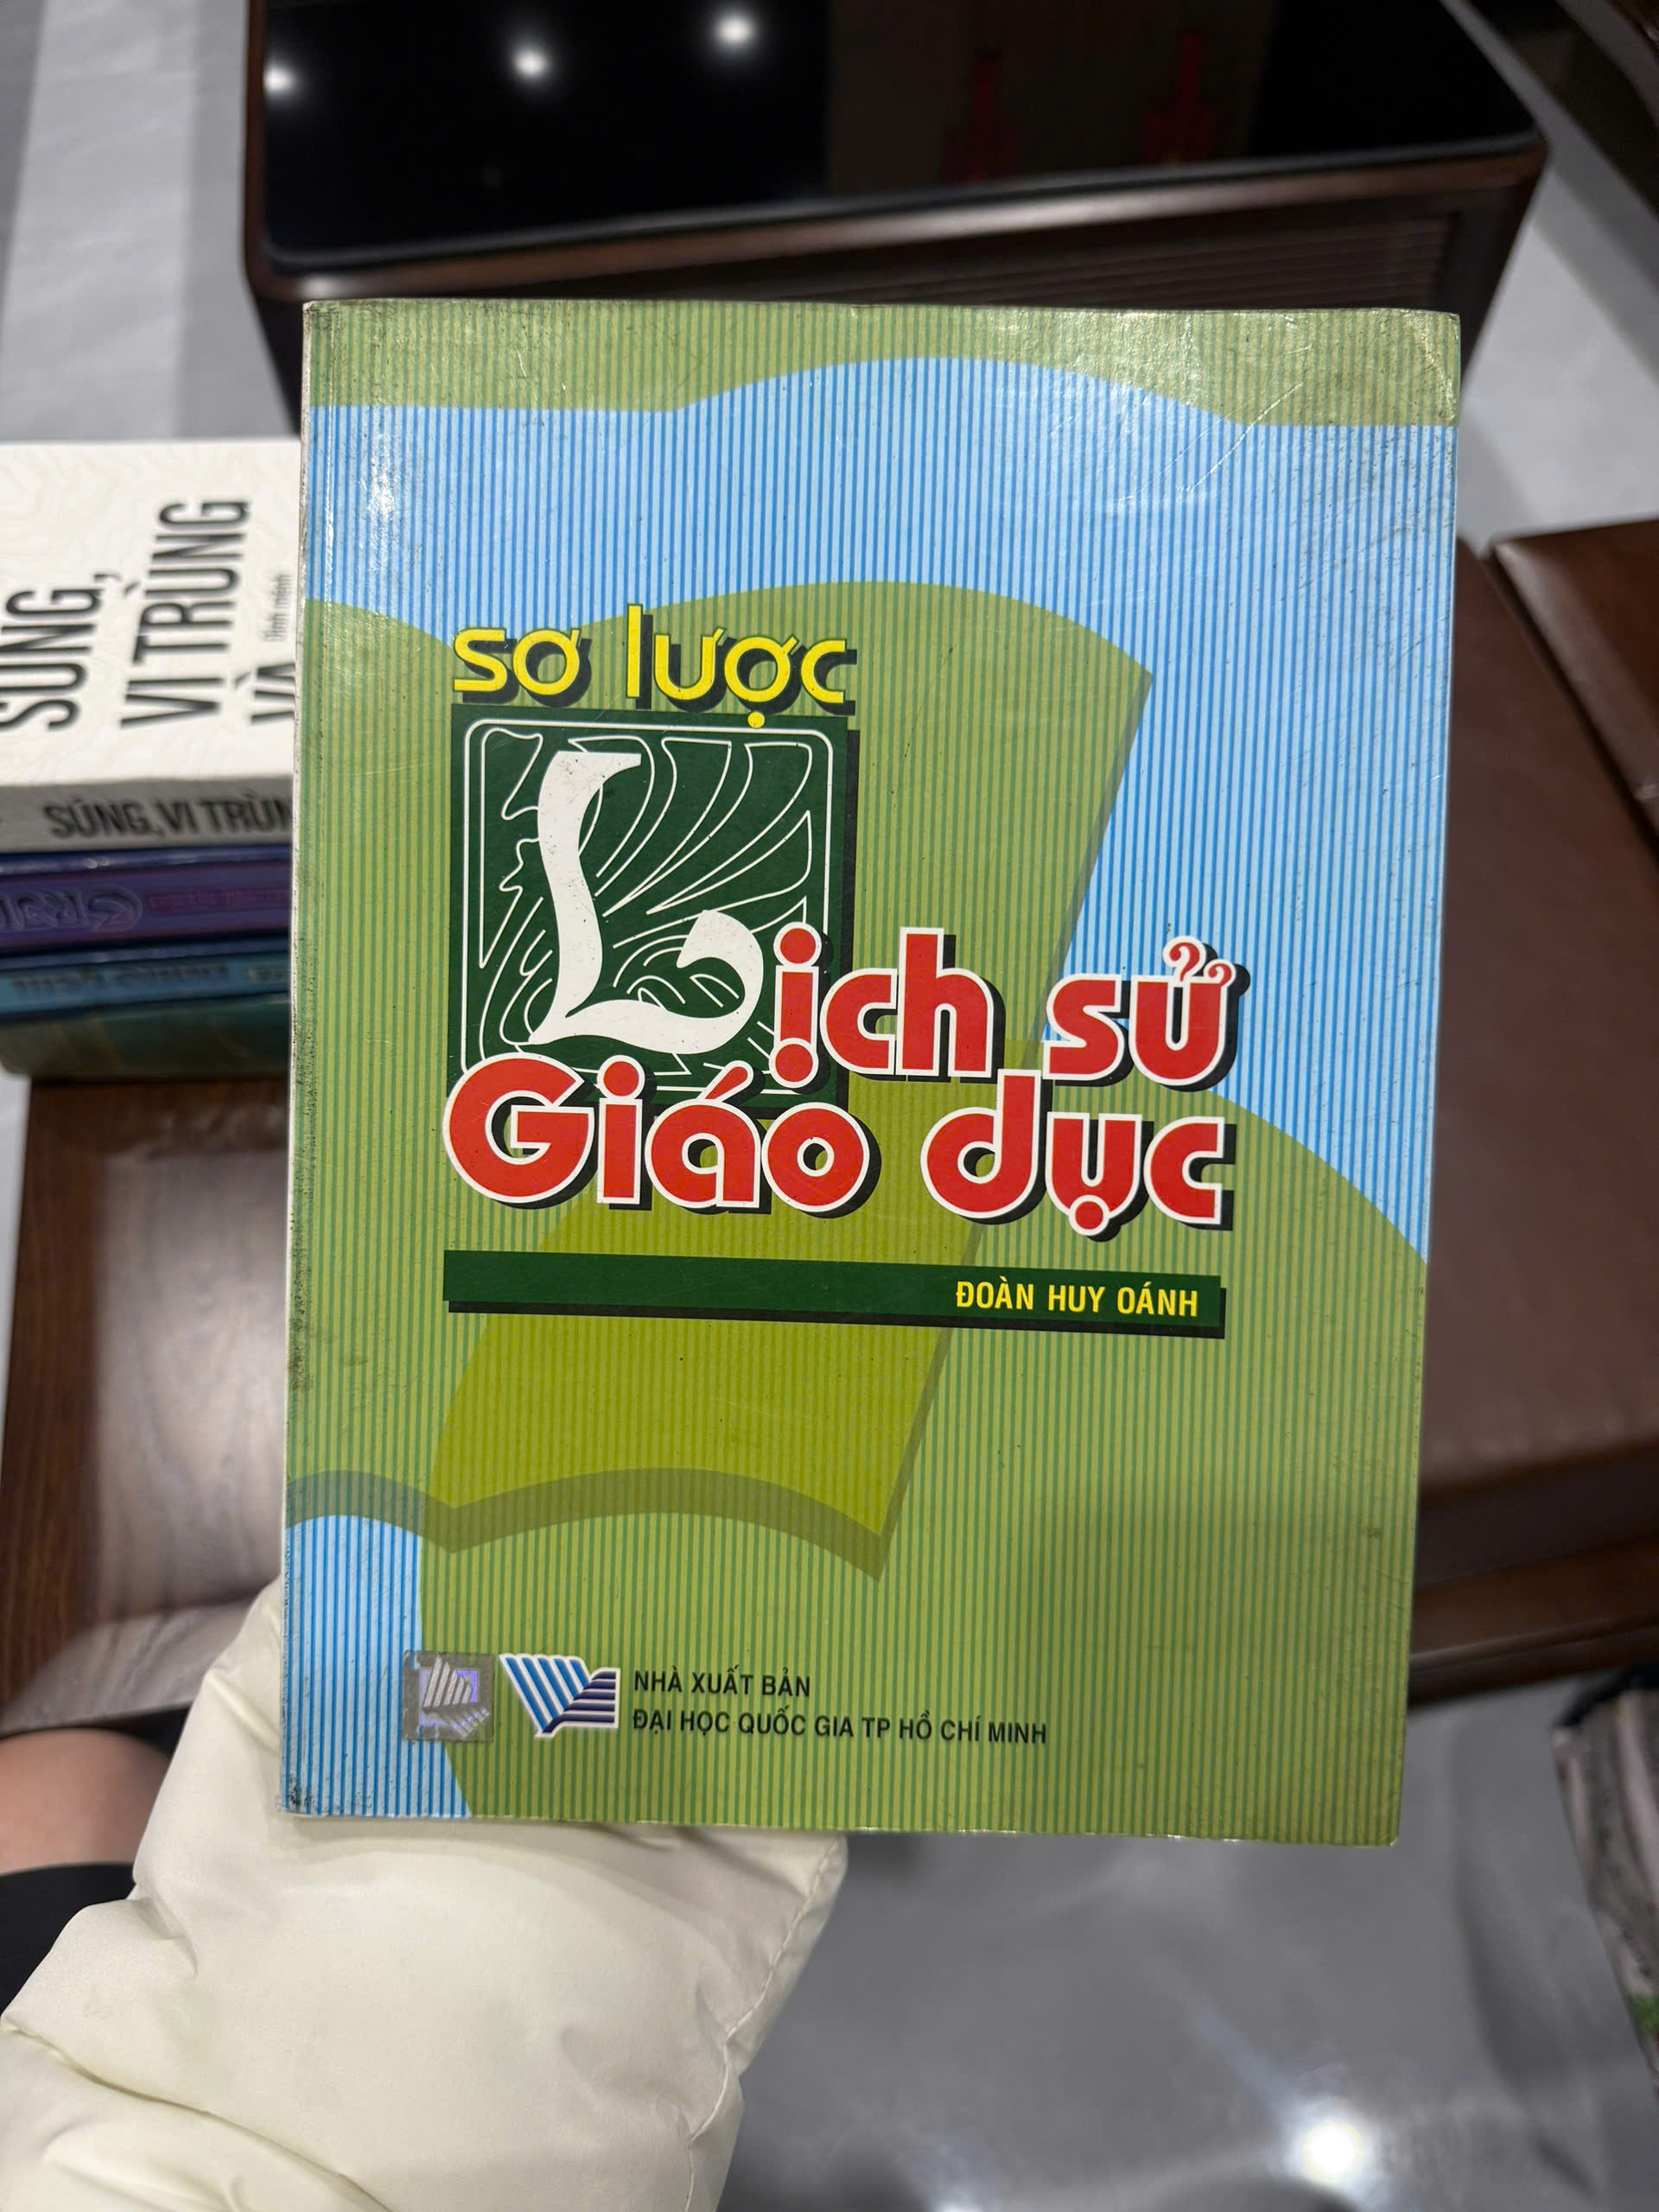 SƠ lược
Lịch sử
Giáo dục
ĐOÀN HUY OÁNH
NHÀ XUẤT BẢN
ĐẠI HỌC QUỐC GIA TP HỒ CHÍ MINH
SÚNG,
VI TRÙNG
VÀ
SÚNG, VI TRÙN